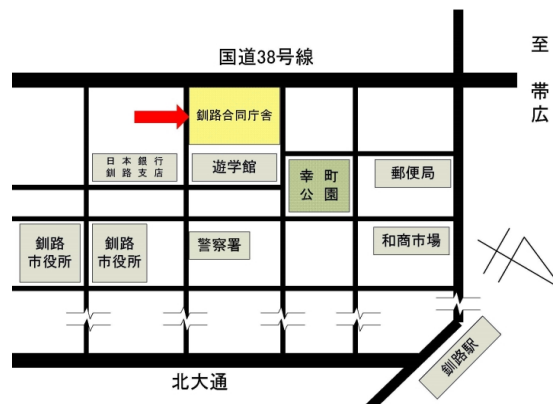 国道38号線
至
帯広
釧路合同庁舎
日本銀行
釧路支店
遊学館
幸町
公園
郵便局
釧路
市役所
釧路
市役所
警察署
和商市場
釧路駅
北大通